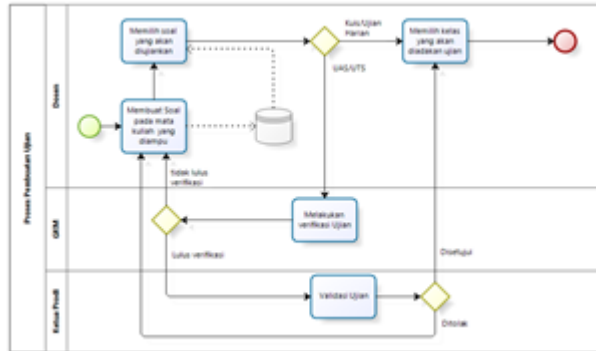 Proses Pembuatan Ujian
Dosen
Memilih soal
yang akan
diujiankan
Kuis/Ujian
Harian
Memilih kelas
yang akan
diadakan ujian
UAS/UTS
Membuat Soal
pada mata
kuliah yang
diampu
tidak lulus
verifikasi
GKM
Melakukan
verifikasi Ujian
Lulus verifikasi
Disetujui
Ketua Prodi
Validasi Ujian
Ditolak